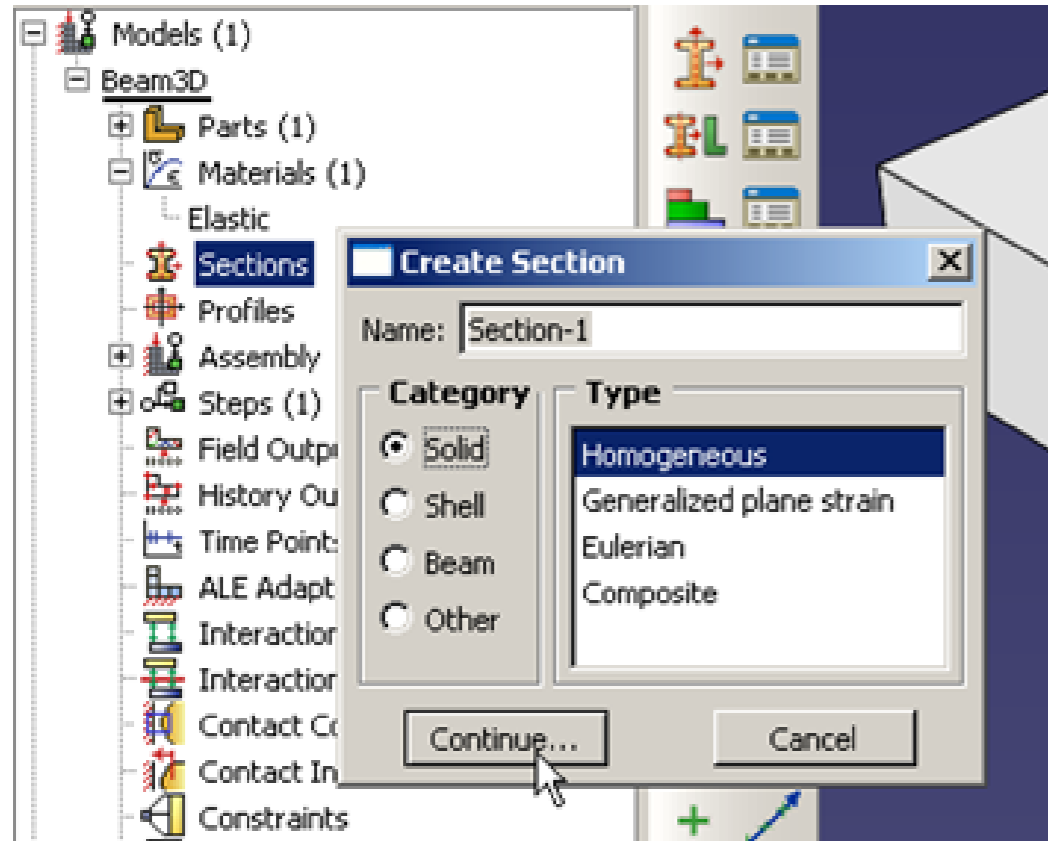 Models (1)
Beam3D
Parts (1)
Materials (1)
Elastic
Sections
Profiles
Assembly
Steps (1)
Field Outp
History Ou
Time Point
ALE Adapt
Interaction
Interaction
Contact Co
Contact In
Constraints
Create Section
Name: Section-1
Category
Solid
Shell
Beam
Other
Type
Homogeneous
Generalized plane strain
Eulerian
Composite
Continue...
Cancel